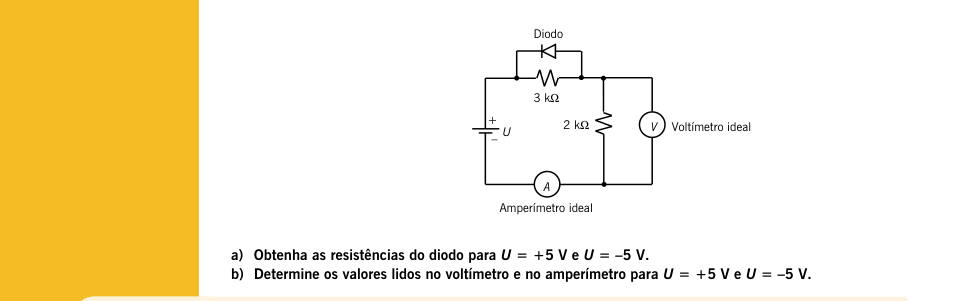 Diodo
3 kΩ
+
U
–
2 kΩ
V
Voltímetro ideal
A
Amperímetro ideal
a) Obtenha as resistências do diodo para U = +5 V e U = –5 V.
b) Determine os valores lidos no voltímetro e no amperímetro para U = +5 V e U = –5 V.